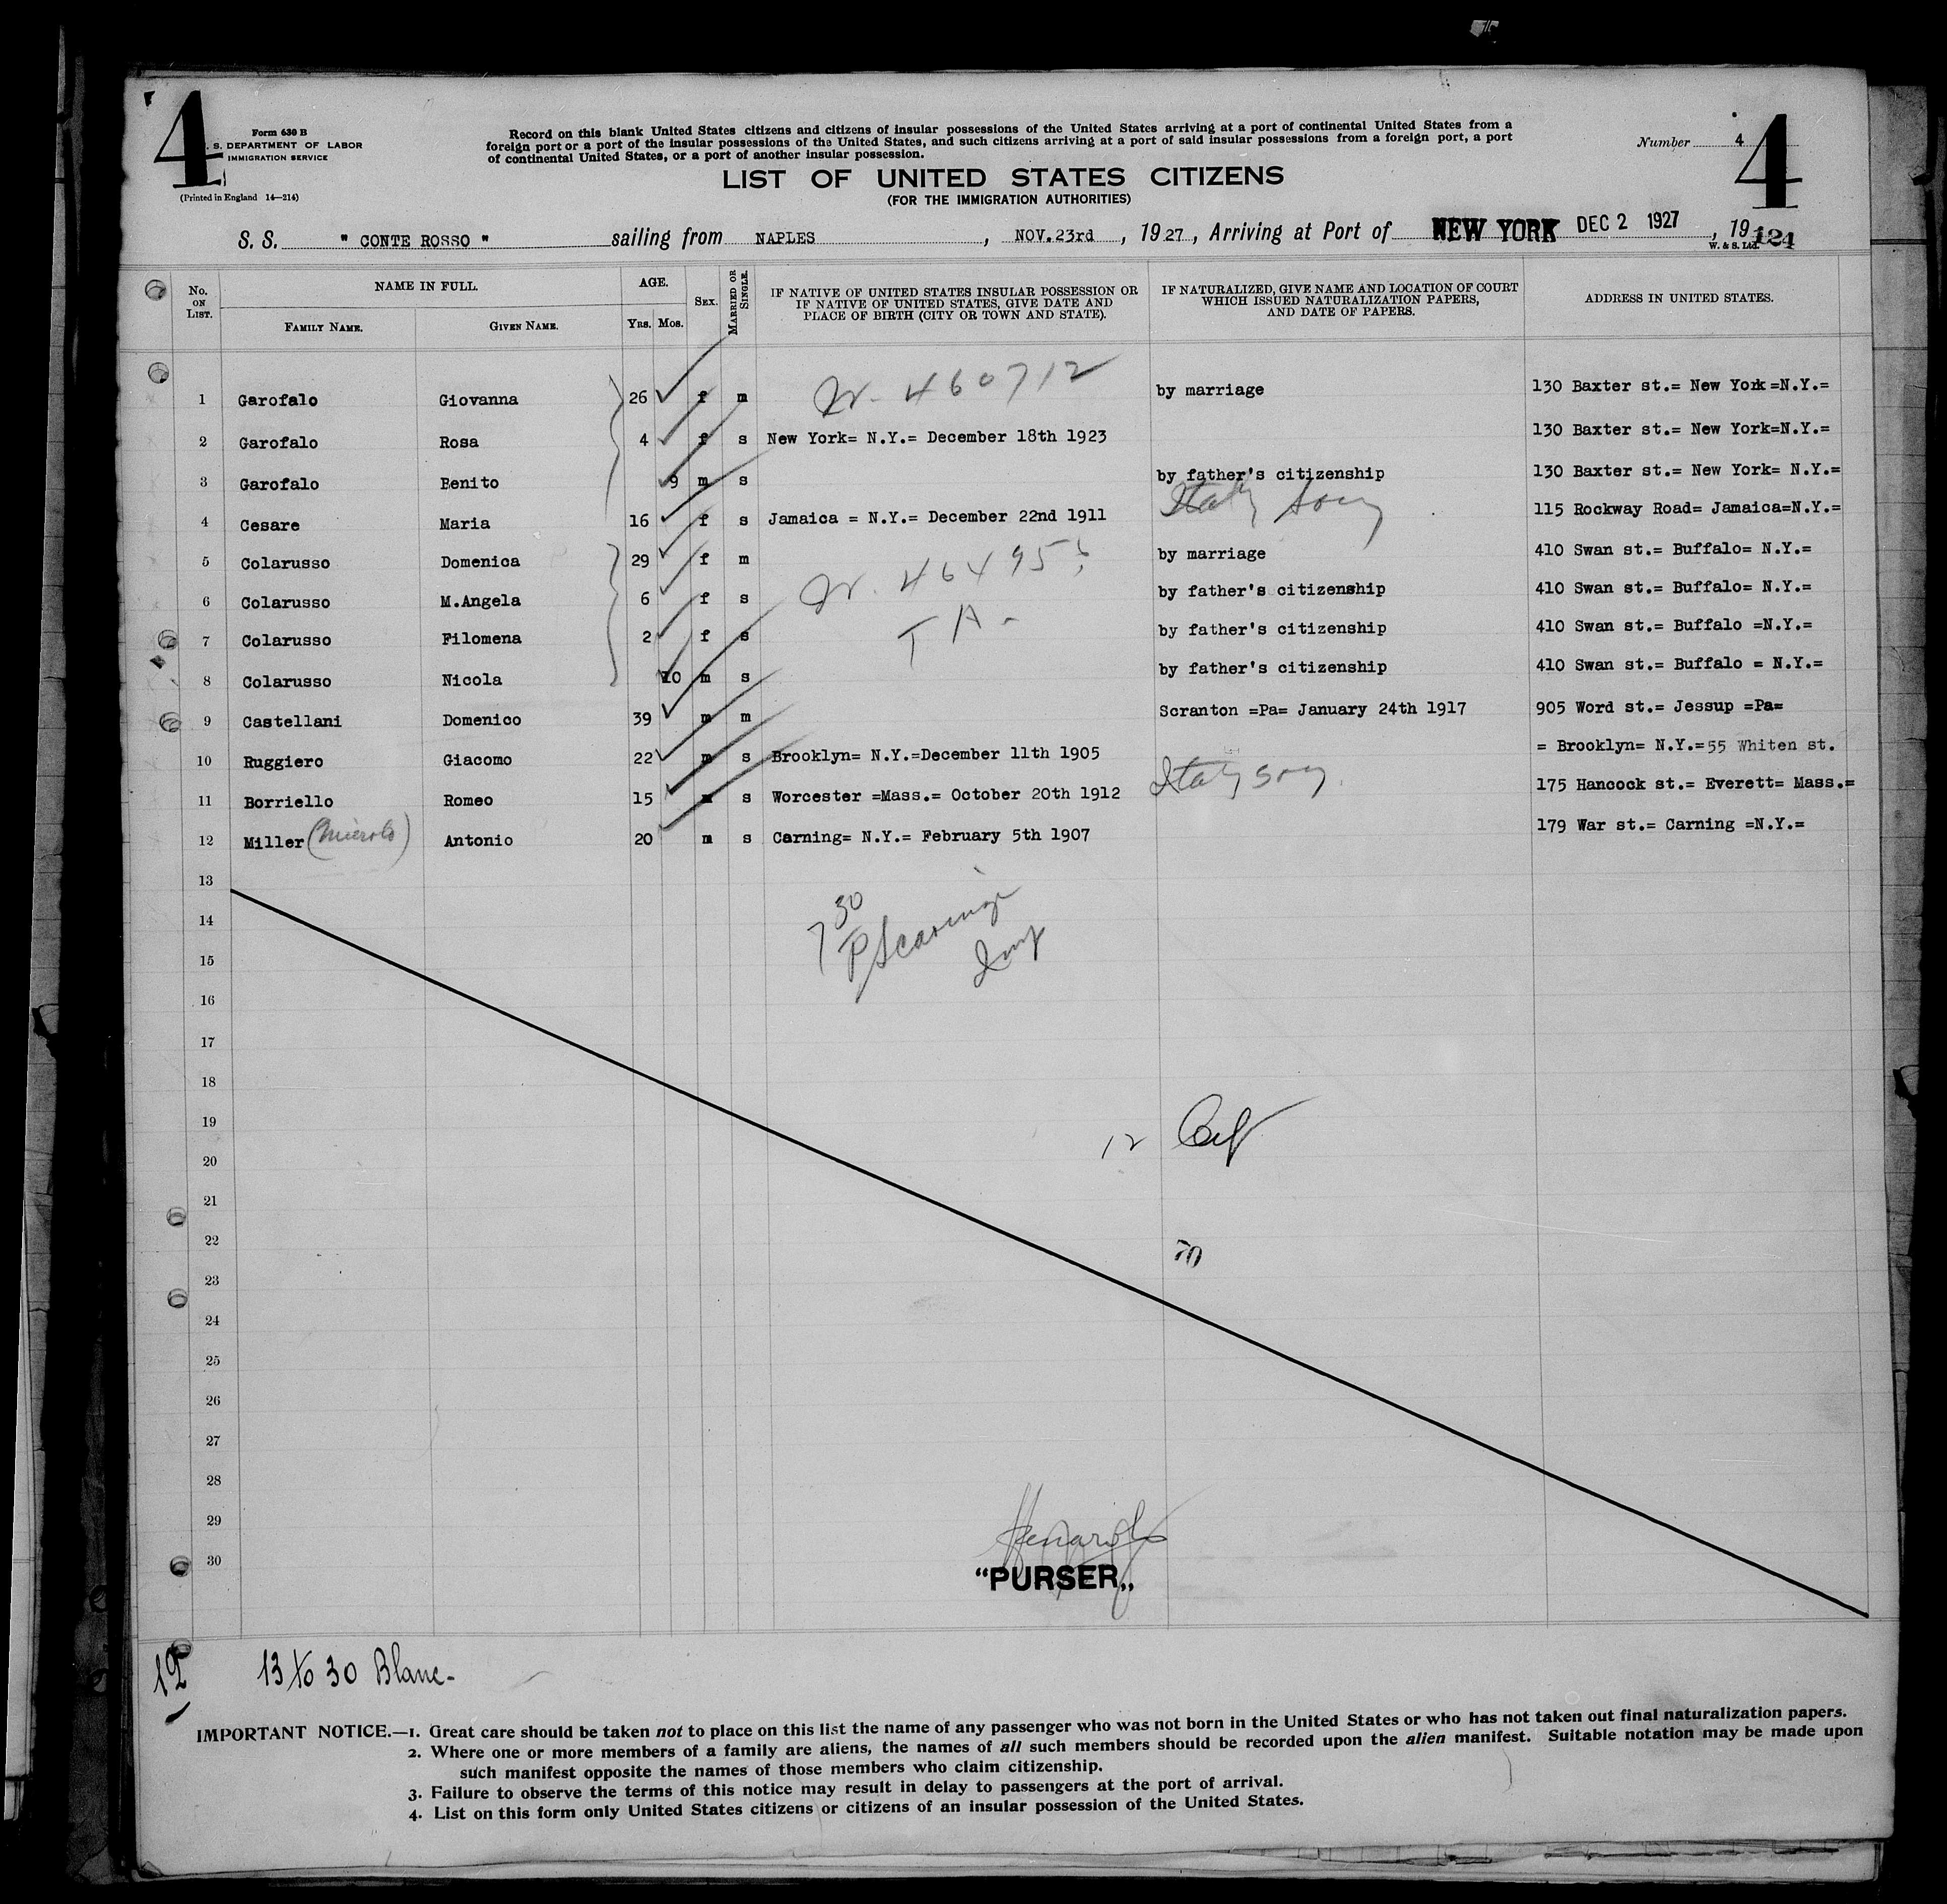 4
Form 630 B
. S. DEPARTMENT OF LABOR
IMMIGRATION SERVICE
(Printed in England 14—214)
Record on this blank United States citizens and citizens of insular possessions of the United States arriving at a port of continental United States from a
foreign port or a port of the insular possessions of the United States, and such citizens arriving at a port of said insular possessions from a foreign port, a port
of continental United States, or a port of another insular possession.
Number 4
4
LIST OF UNITED STATES CITIZENS
(FOR THE IMMIGRATION AUTHORITIES)
S. S. " CONTE ROSSO " sailing from NAPLES, NOV.23rd, 1927, Arriving at Port of NEW YORK DEC 2 1927, 19
W. & S. Ltd. 124
No. ON LIST. NAME IN FULL. AGE. SEX. MARRIED OR SINGLE. IF NATIVE OF UNITED STATES INSULAR POSSESSION OR IF NATIVE OF UNITED STATES, GIVE DATE AND PLACE OF BIRTH (CITY OR TOWN AND STATE). IF NATURALIZED, GIVE NAME AND LOCATION OF COURT WHICH ISSUED NATURALIZATION PAPERS, AND DATE OF PAPERS. ADDRESS IN UNITED STATES.
FAMILY NAME. GIVEN NAME. YRS. MOS.
1 Garofalo Giovanna 26 f m 460712 by marriage 130 Baxter st.= New York=N.Y.=
2 Garofalo Rosa 4 f s New York= N.Y.= December 18th 1923 130 Baxter st.= New York=N.Y.=
3 Garofalo Benito 9 m s by father's citizenship 130 Baxter st.= New York= N.Y.=
Italy
4 Cesare Maria 16 f s Jamaica = N.Y.= December 22nd 1911 115 Rockway Road= Jamaica=N.Y.=
5 Colarusso Domenica 29 f m by marriage 410 Swan st.= Buffalo= N.Y.=
6 Colarusso M.Angela 6 f s by father's citizenship 410 Swan st.= Buffalo= N.Y.=
7 Colarusso Filomena 2 f s T A- by father's citizenship 410 Swan st.= Buffalo =N.Y.=
8 Colarusso Nicola 10 m s by father's citizenship 410 Swan st.= Buffalo = N.Y.=
9 Castellani Domenico 39 m m Scranton =Pa= January 24th 1917 905 Word st.= Jessup =Pa=
10 Ruggiero Giacomo 22 m s Brooklyn= N.Y.=December 11th 1905 = Brooklyn= N.Y.=55 Whiten st.
Italy
11 Borriello Romeo 15 m s Worcester =Mass.= October 20th 1912 175 Hancock st.= Everett= Mass.=
12 Miller Antonio 20 m s Carning= N.Y.= February 5th 1907 179 War st.= Carning =N.Y.=
13
14
15
16
17
18
19
12
20
21
22
23
24
25
26
27
28
29
30
"PURSER„
12 13 to 30 Blanc-
IMPORTANT NOTICE.—1. Great care should be taken not to place on this list the name of any passenger who was not born in the United States or who has not taken out final naturalization papers.
2. Where one or more members of a family are aliens, the names of all such members should be recorded upon the alien manifest. Suitable notation may be made upon
such manifest opposite the names of those members who claim citizenship.
3. Failure to observe the terms of this notice may result in delay to passengers at the port of arrival.
4. List on this form only United States citizens or citizens of an insular possession of the United States.